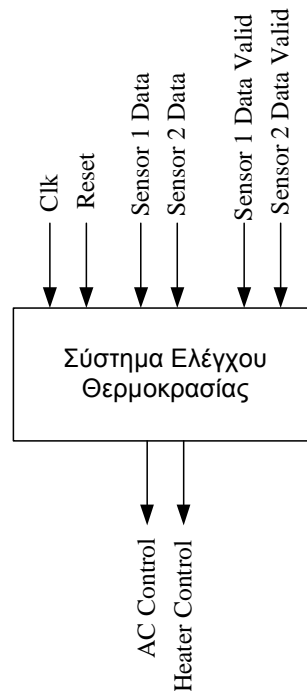 Clk
Reset
Sensor 1 Data
Sensor 2 Data
Sensor 1 Data Valid
Sensor 2 Data Valid
Σύστημα Ελέγχου
Θερμοκρασίας
AC Control
Heater Control